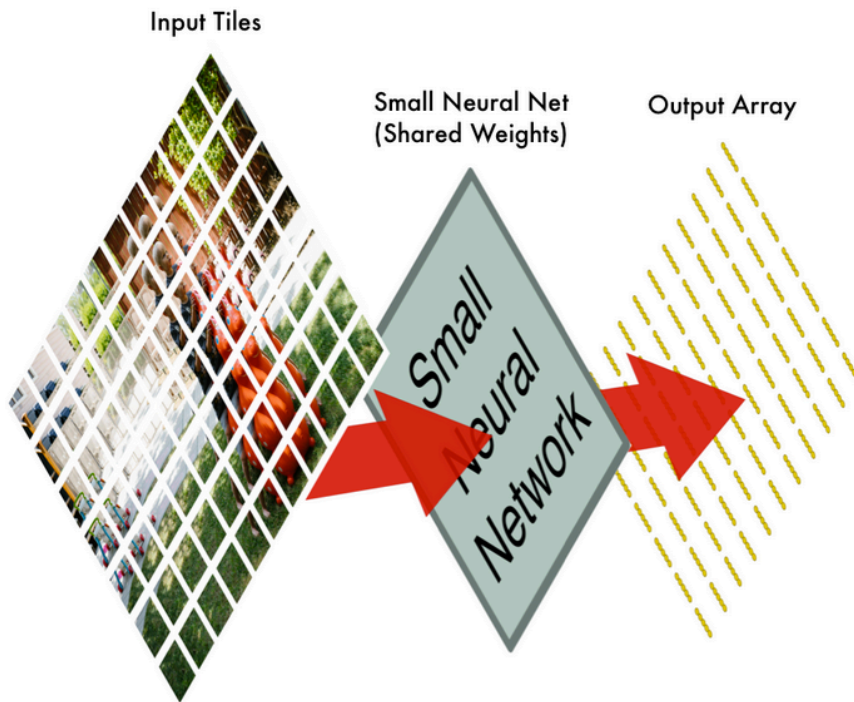 Input Tiles
Small Neural Net
(Shared Weights)
Output Array
Small
Neural
Network